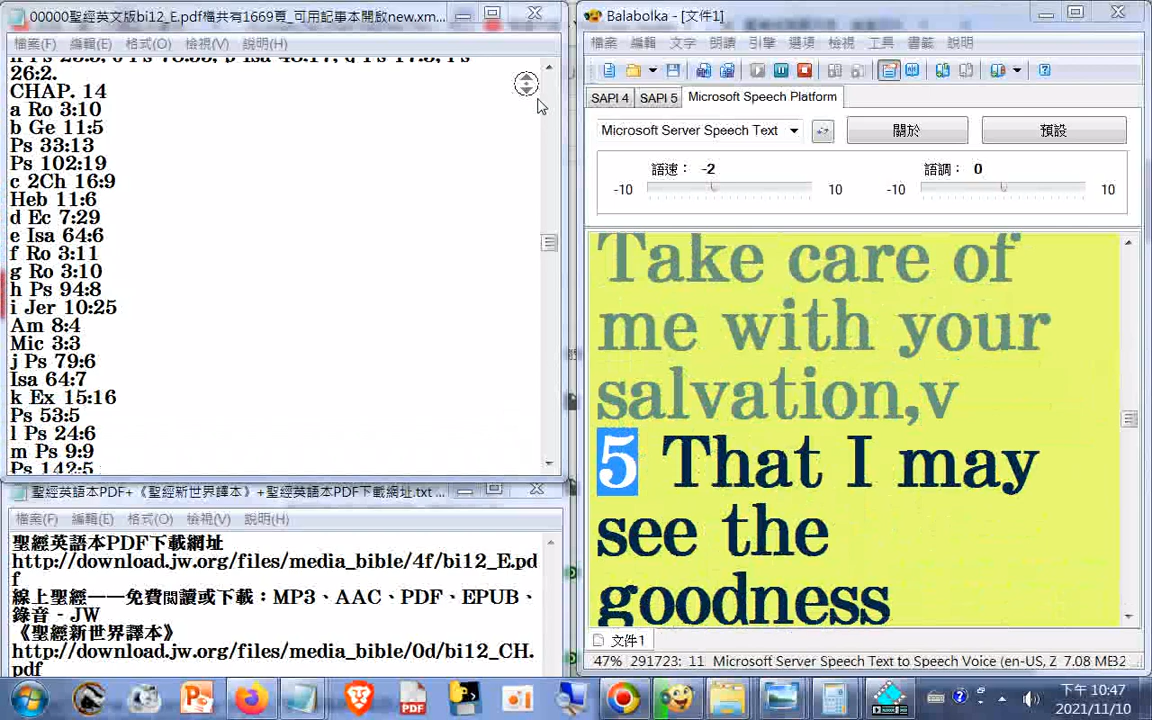 00000聖經英文版bi12_E.pdf檔共有1669頁_可用記事本開啟new.xm...
檔案(F) 編輯(E) 格式(O) 檢視(V) 說明(H)
26:2.
CHAP. 14
a Ro 3:10
b Ge 11:5
Ps 33:13
Ps 102:19
c 2Ch 16:9
Heb 11:6
d Ec 7:29
e Isa 64:6
f Ro 3:11
g Ro 3:10
h Ps 94:8
i Jer 10:25
Am 8:4
Mic 3:3
j Ps 79:6
Isa 64:7
k Ex 15:16
Ps 53:5
l Ps 24:6
m Ps 9:9
Ps 142:5
聖經英語本PDF+《聖經新世界譯本》+聖經英語本PDF下載網址.txt ...
檔案(F) 編輯(E) 格式(O) 檢視(V) 說明(H)
聖經英語本PDF下載網址
http://download.jw.org/files/media_bible/4f/bi12_E.pd
f
線上聖經——免費閱讀或下載：MP3、AAC、PDF、EPUB、
錄音 - JW
《聖經新世界譯本》
http://download.jw.org/files/media_bible/0d/bi12_CH.
pdf
Balabolka - [文件1]
檔案 編輯 文字 朗讀 引擎 選項 檢視 工具 書籤 說明
SAPI 4 SAPI 5 Microsoft Speech Platform
Microsoft Server Speech Text 關於 預設
語速： -2 語調： 0
-10 10 -10 10
Take care of
me with your
salvation,v
5 That I may
see the
goodness
文件1
47% 291723: 11 Microsoft Server Speech Text to Speech Voice (en-US, Z 7.08 MB2
PDF
下午 10:47
2021/11/10